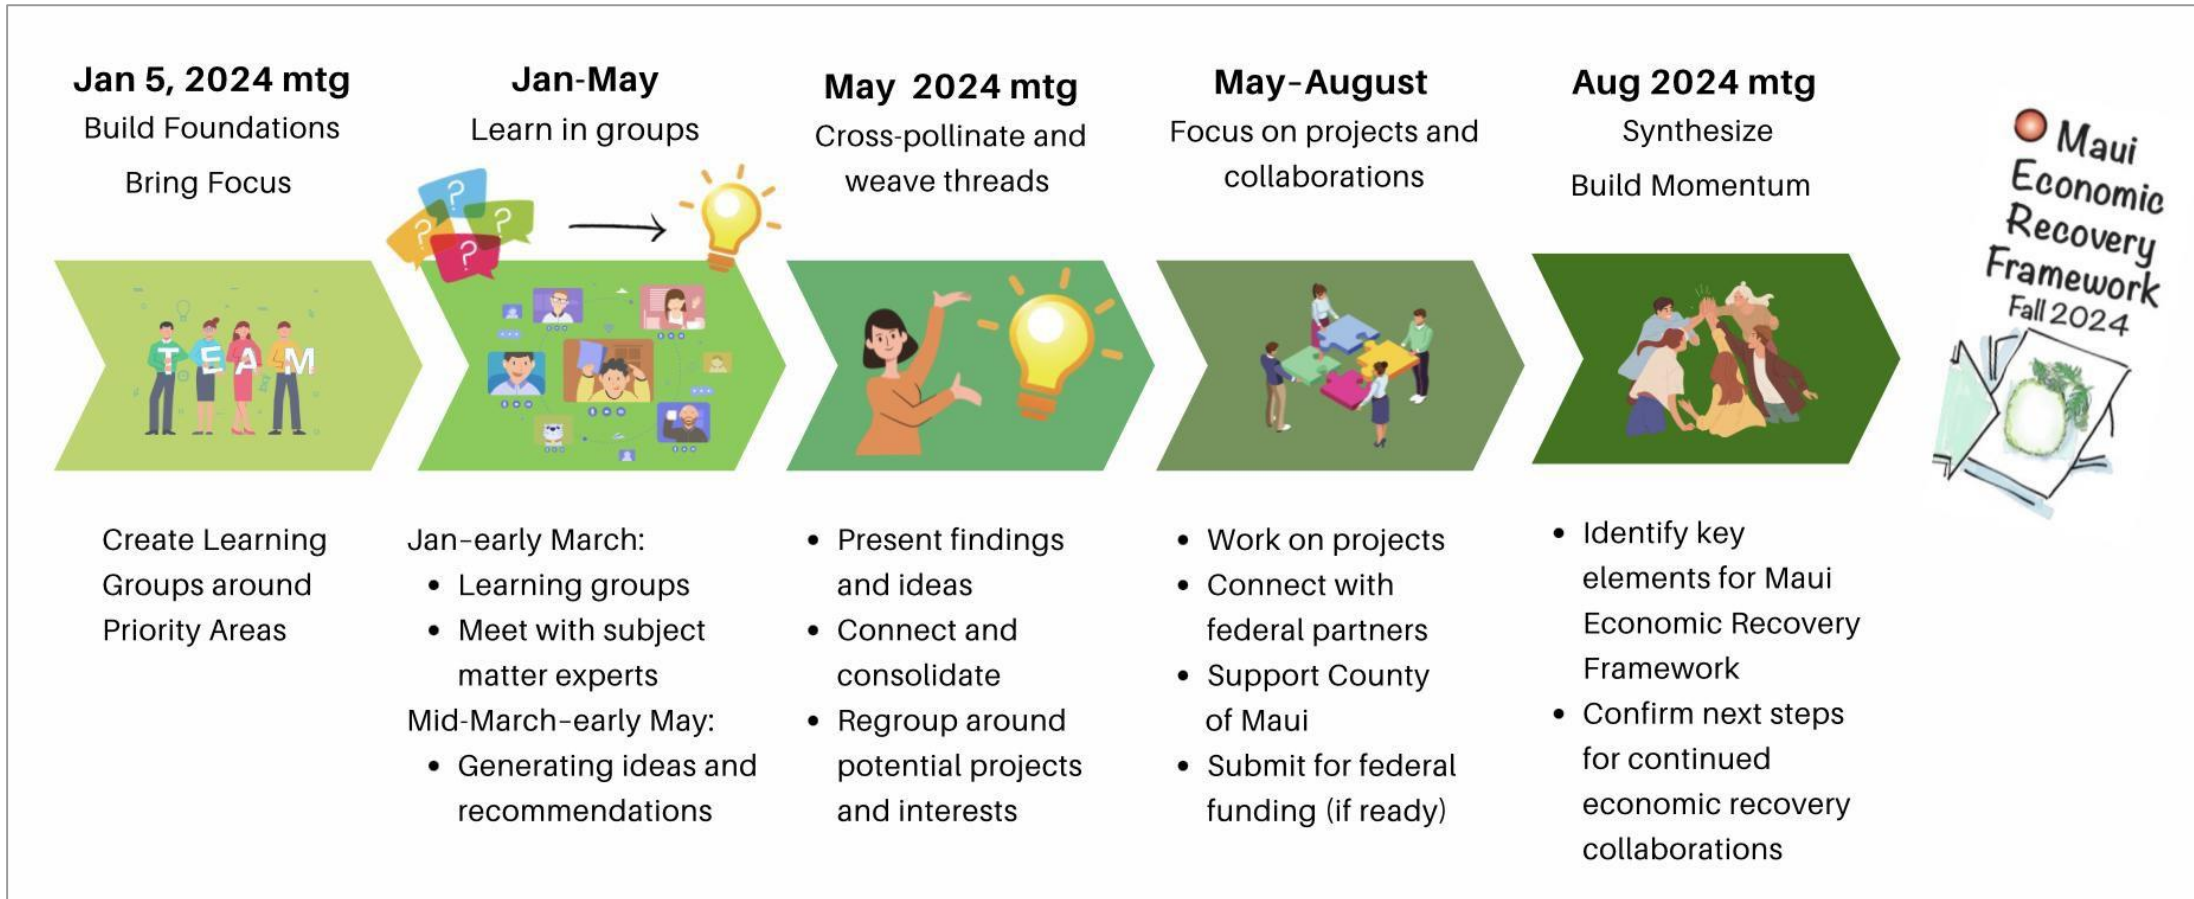 Jan 5, 2024 mtg
Build Foundations
Bring Focus
TEAM
Create Learning
Groups around
Priority Areas
Jan-May
Learn in groups
? ? ? ?
Jan–early March:
• Learning groups
• Meet with subject
matter experts
Mid-March–early May:
• Generating ideas and
recommendations
May 2024 mtg
Cross-pollinate and
weave threads
• Present findings
and ideas
• Connect and
consolidate
• Regroup around
potential projects
and interests
May–August
Focus on projects and
collaborations
• Work on projects
• Connect with
federal partners
• Support County
of Maui
• Submit for federal
funding (if ready)
Aug 2024 mtg
Synthesize
Build Momentum
• Identify key
elements for Maui
Economic Recovery
Framework
• Confirm next steps
for continued
economic recovery
collaborations
Maui
Economic
Recovery
Framework
Fall 2024